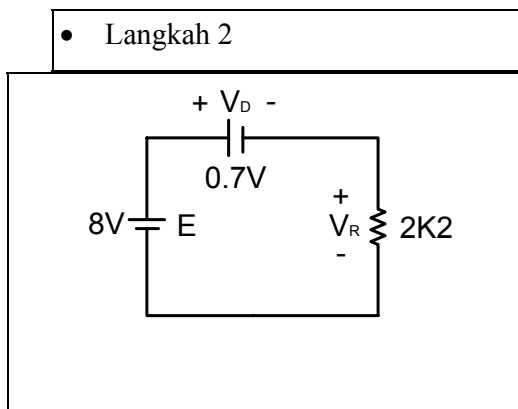 • Langkah 2
+ VD -
0.7V
8V E
+
VR 2K2
-